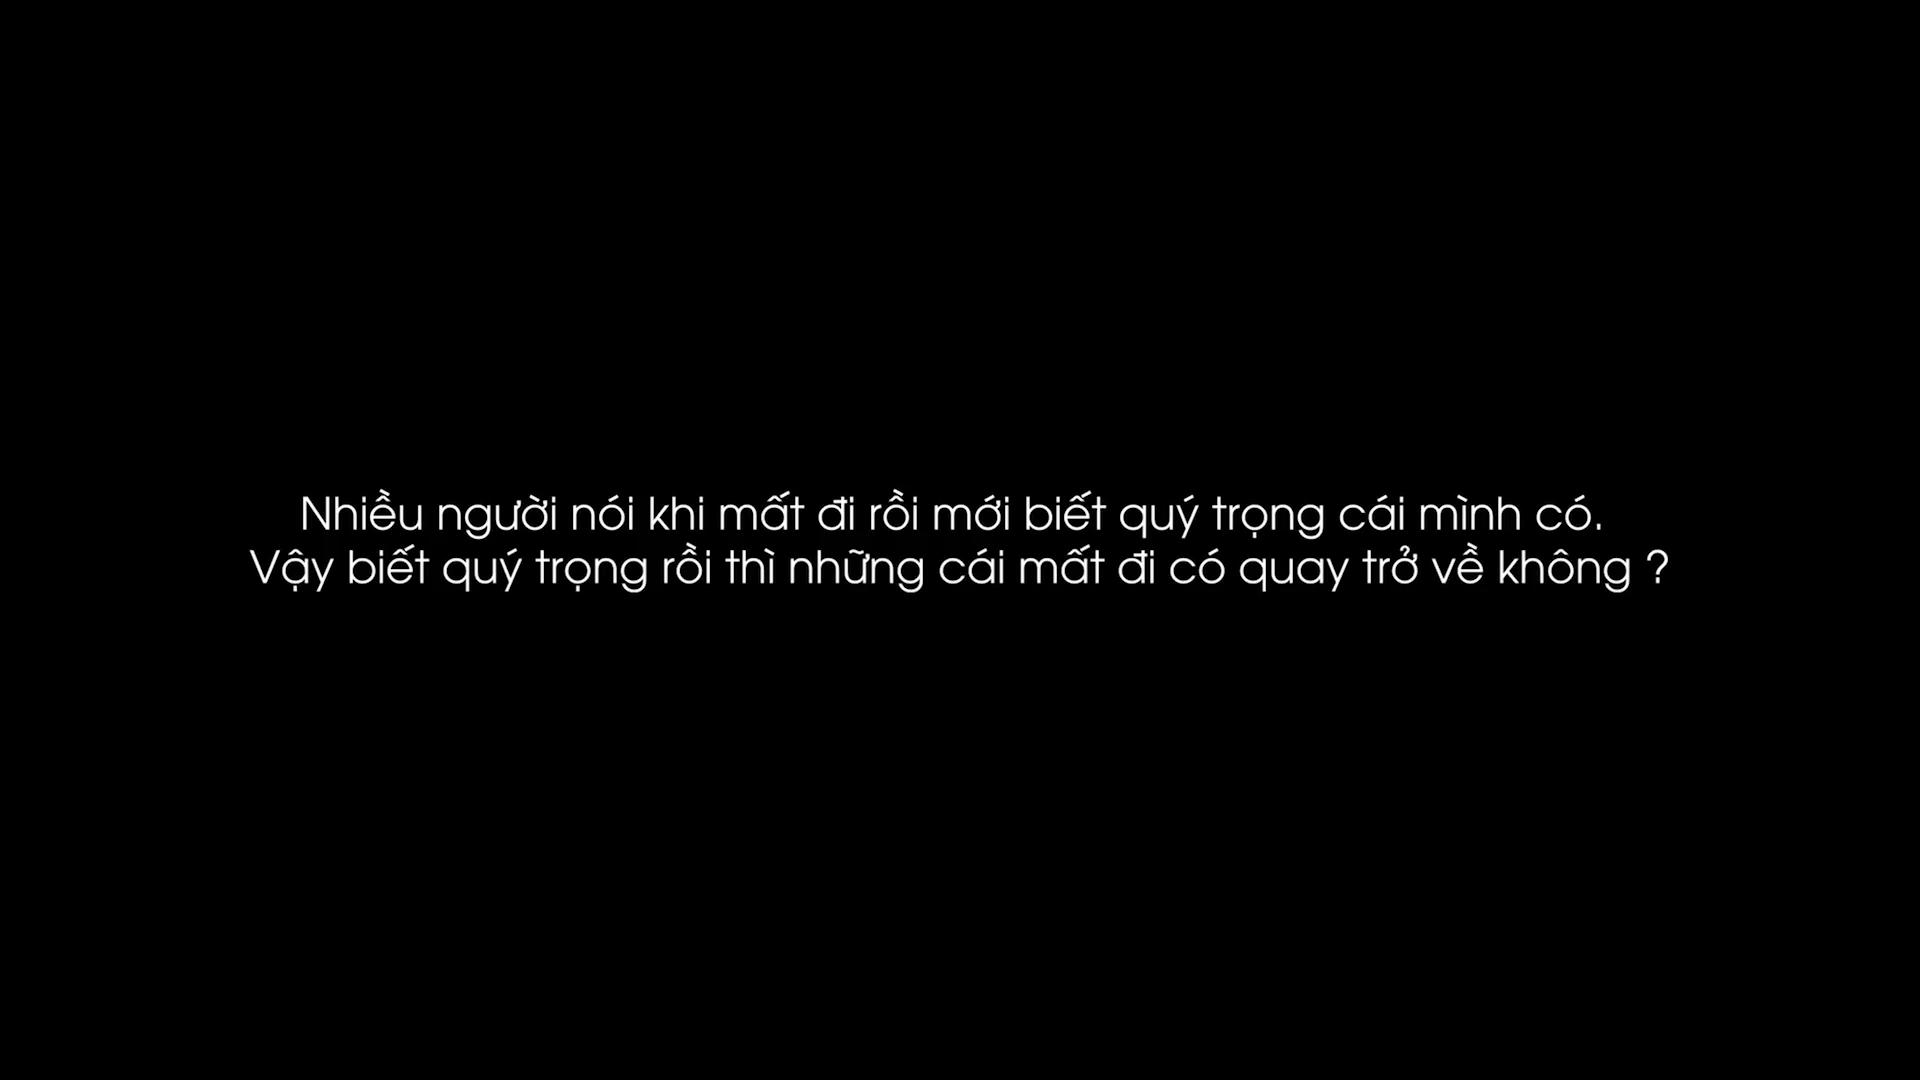 Nhiều người nói khi mất đi rồi mới biết quý trọng cái mình có.
Vậy biết quý trọng rồi thì những cái mất đi có quay trở về không ?